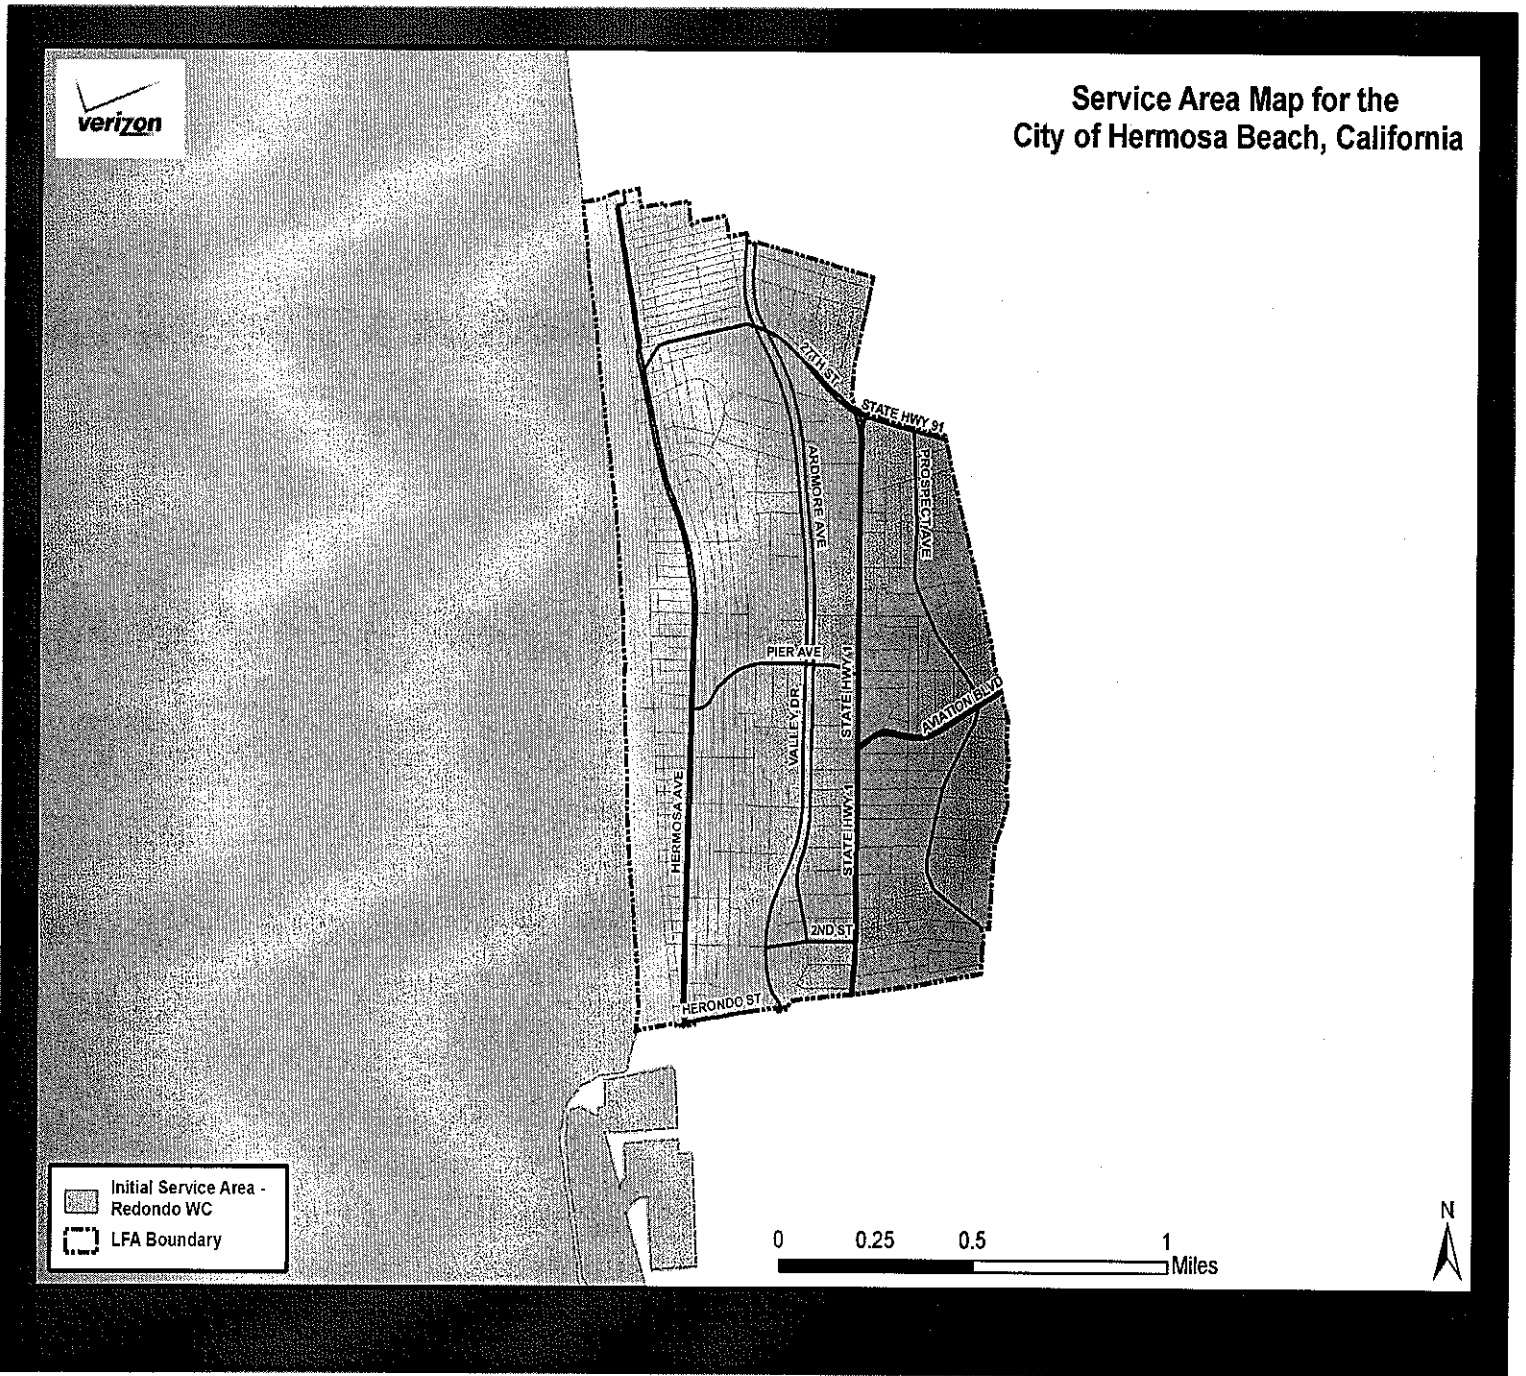 verizon
Service Area Map for the
City of Hermosa Beach, California
27TH ST.
STATE HWY 91
ARDMORE AVE
PROSPECT AVE
PIER AVE
STATE HWY 1
VALLEY DR.
AVIATION BLVD
HERMOSA AVE
STATE HWY 1
2ND ST
HERONDO ST
Initial Service Area -
Redondo WC
LFA Boundary
0 0.25 0.5 1
Miles
N